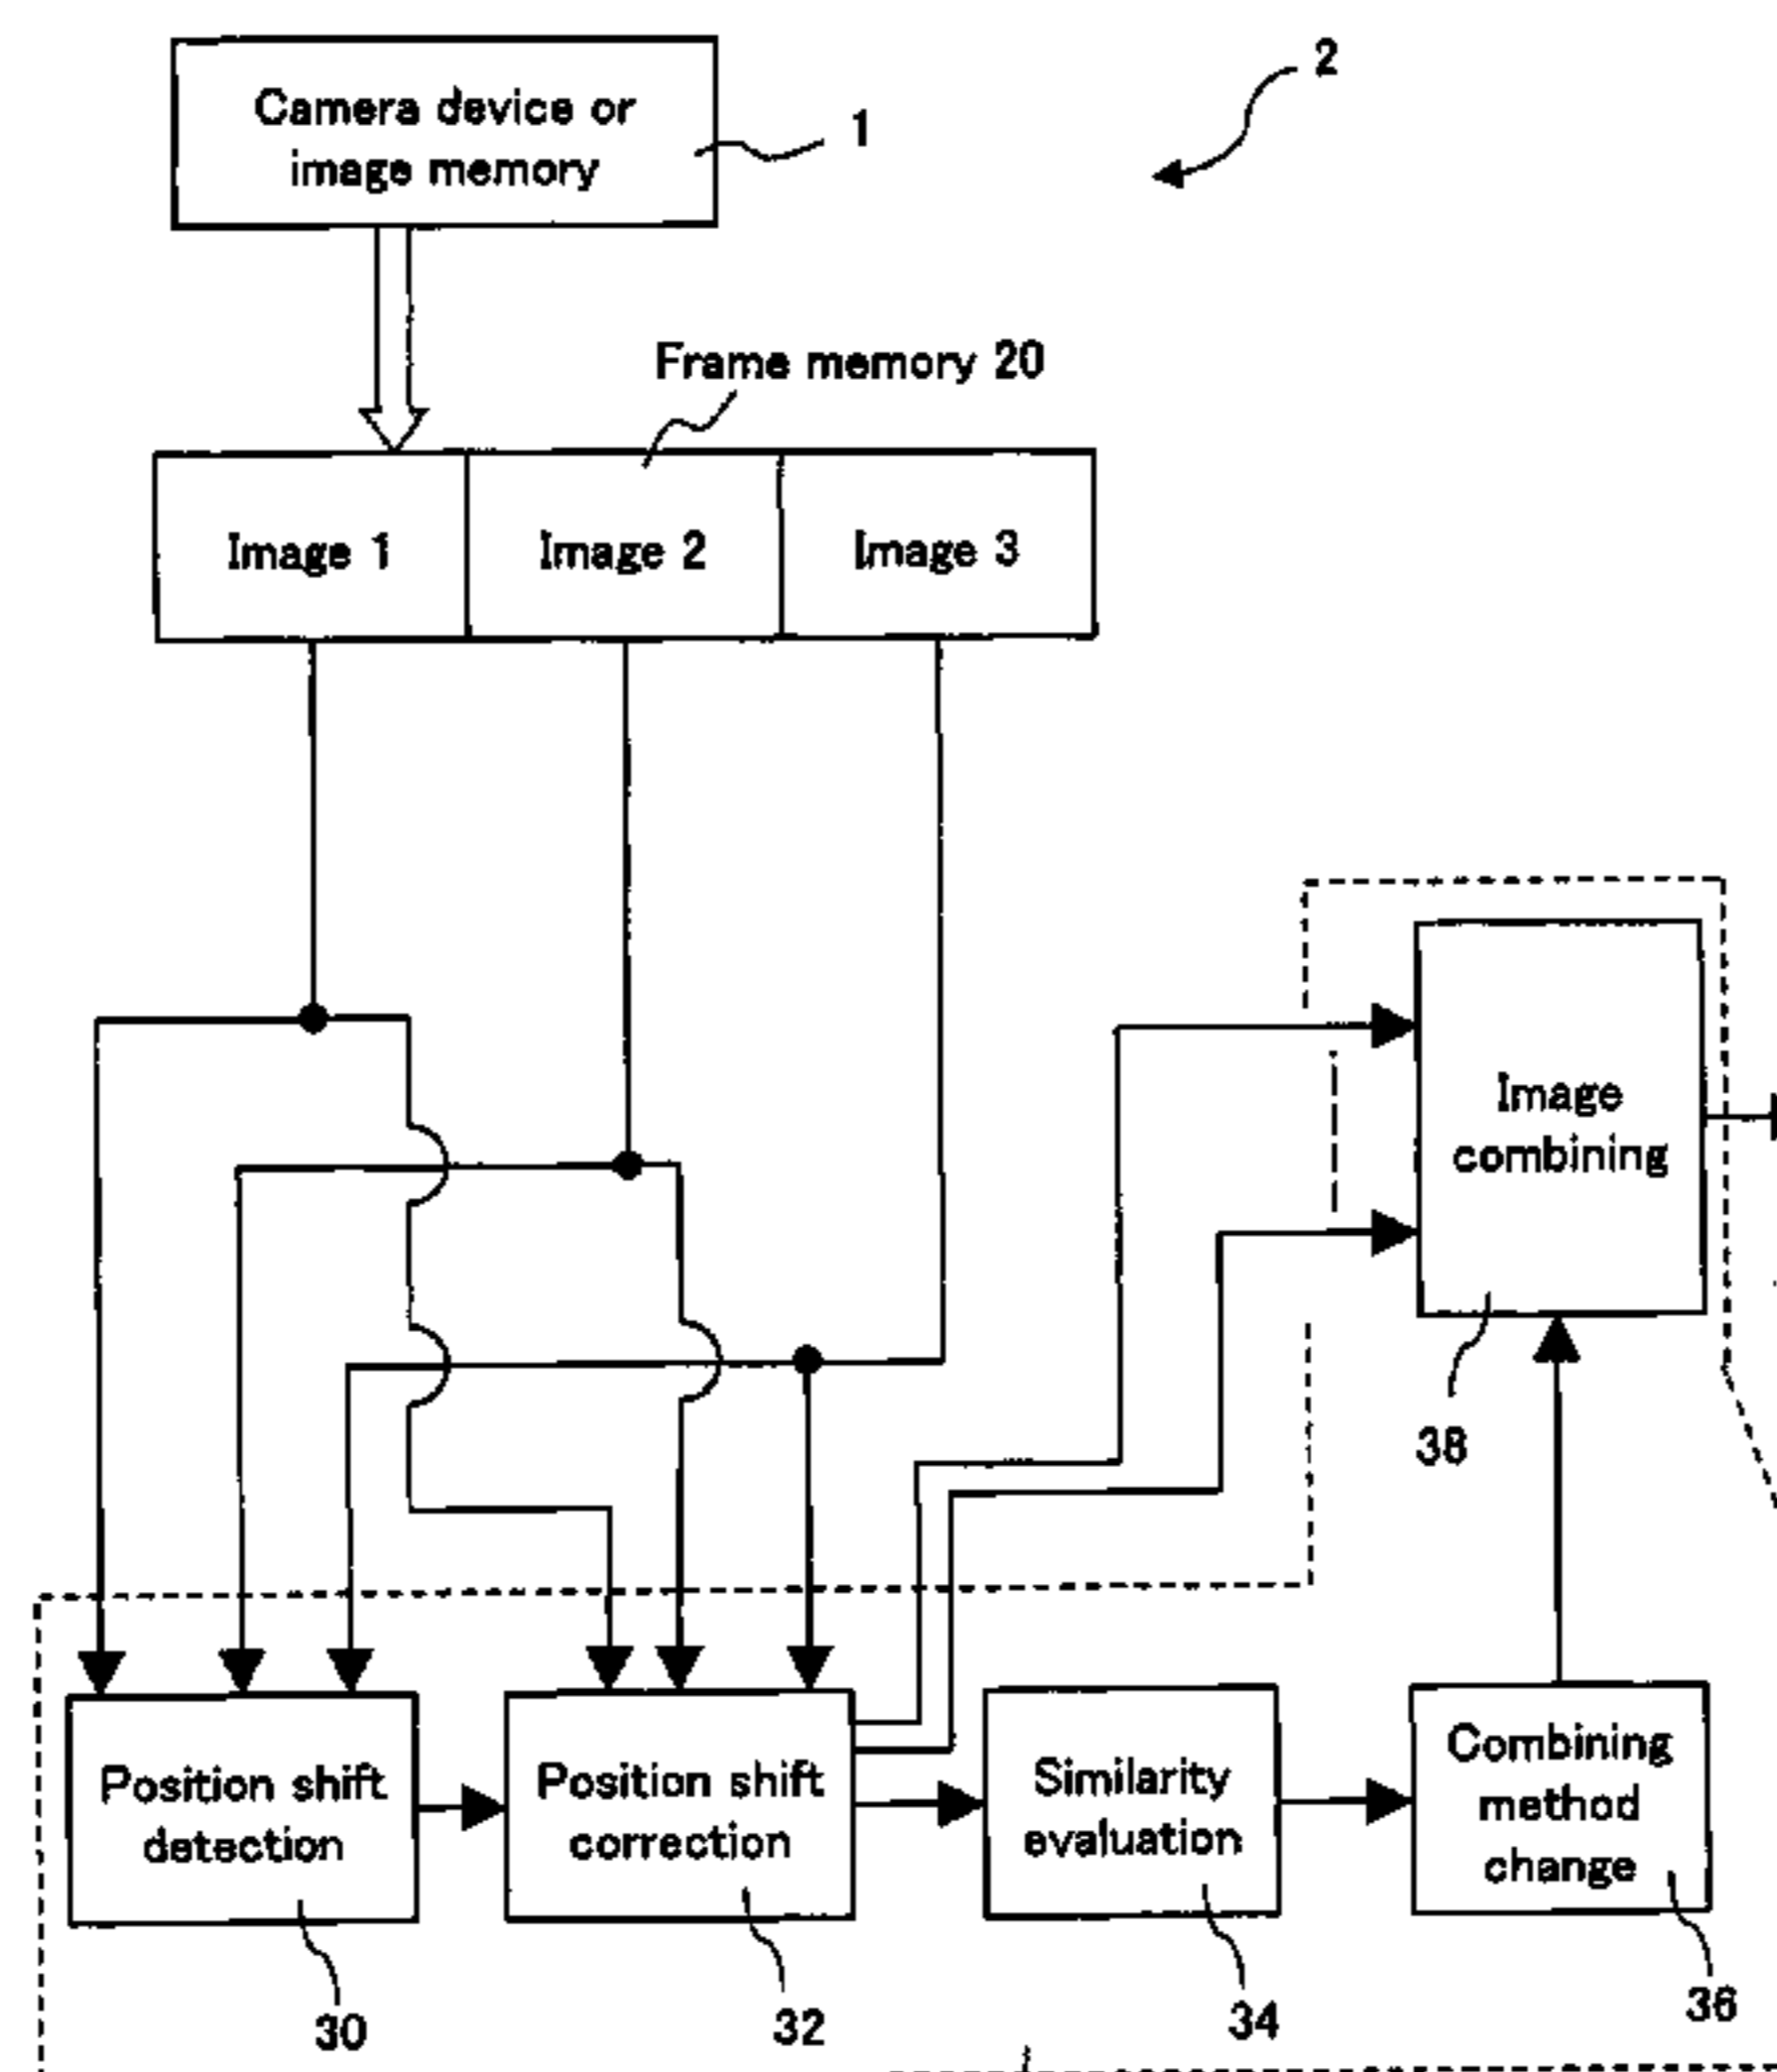 Camera device or
image memory
1
2
Frame memory 20
Image 1
Image 2
Image 3
Image
combining
38
Position shift
detection
Position shift
correction
Similarity
evaluation
Combining
method
change
30
32
34
36